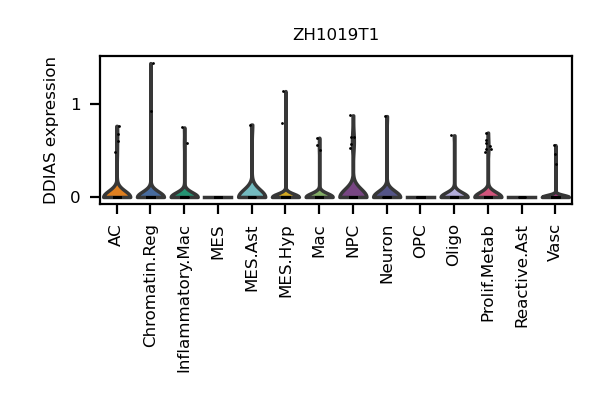 ZH1019T1
DDIAS expression
1
0
AC
Chromatin.Reg
Inflammatory.Mac
MES
MES.Ast
MES.Hyp
Mac
NPC
Neuron
OPC
Oligo
Prolif.Metab
Reactive.Ast
Vasc